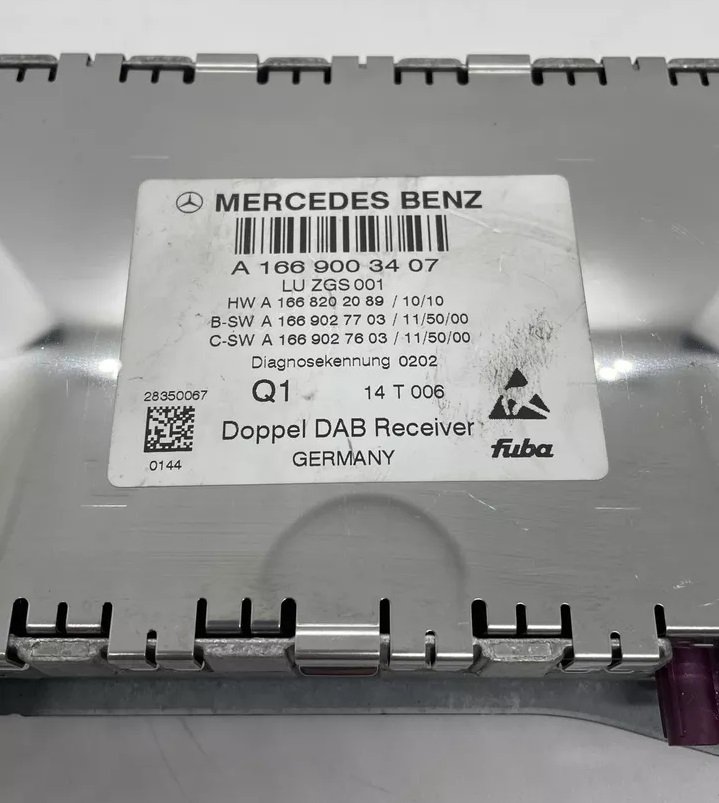 MERCEDES BENZ
A 166 900 34 07
LU ZGS 001
HW A 166 820 20 89 / 10/10
B-SW A 166 902 77 03 / 11/50/00
C-SW A 166 902 76 03 / 11/50/00
Diagnosekennung 0202
28350067
Q1
14 T 006
0144
Doppel DAB Receiver
GERMANY
fuba